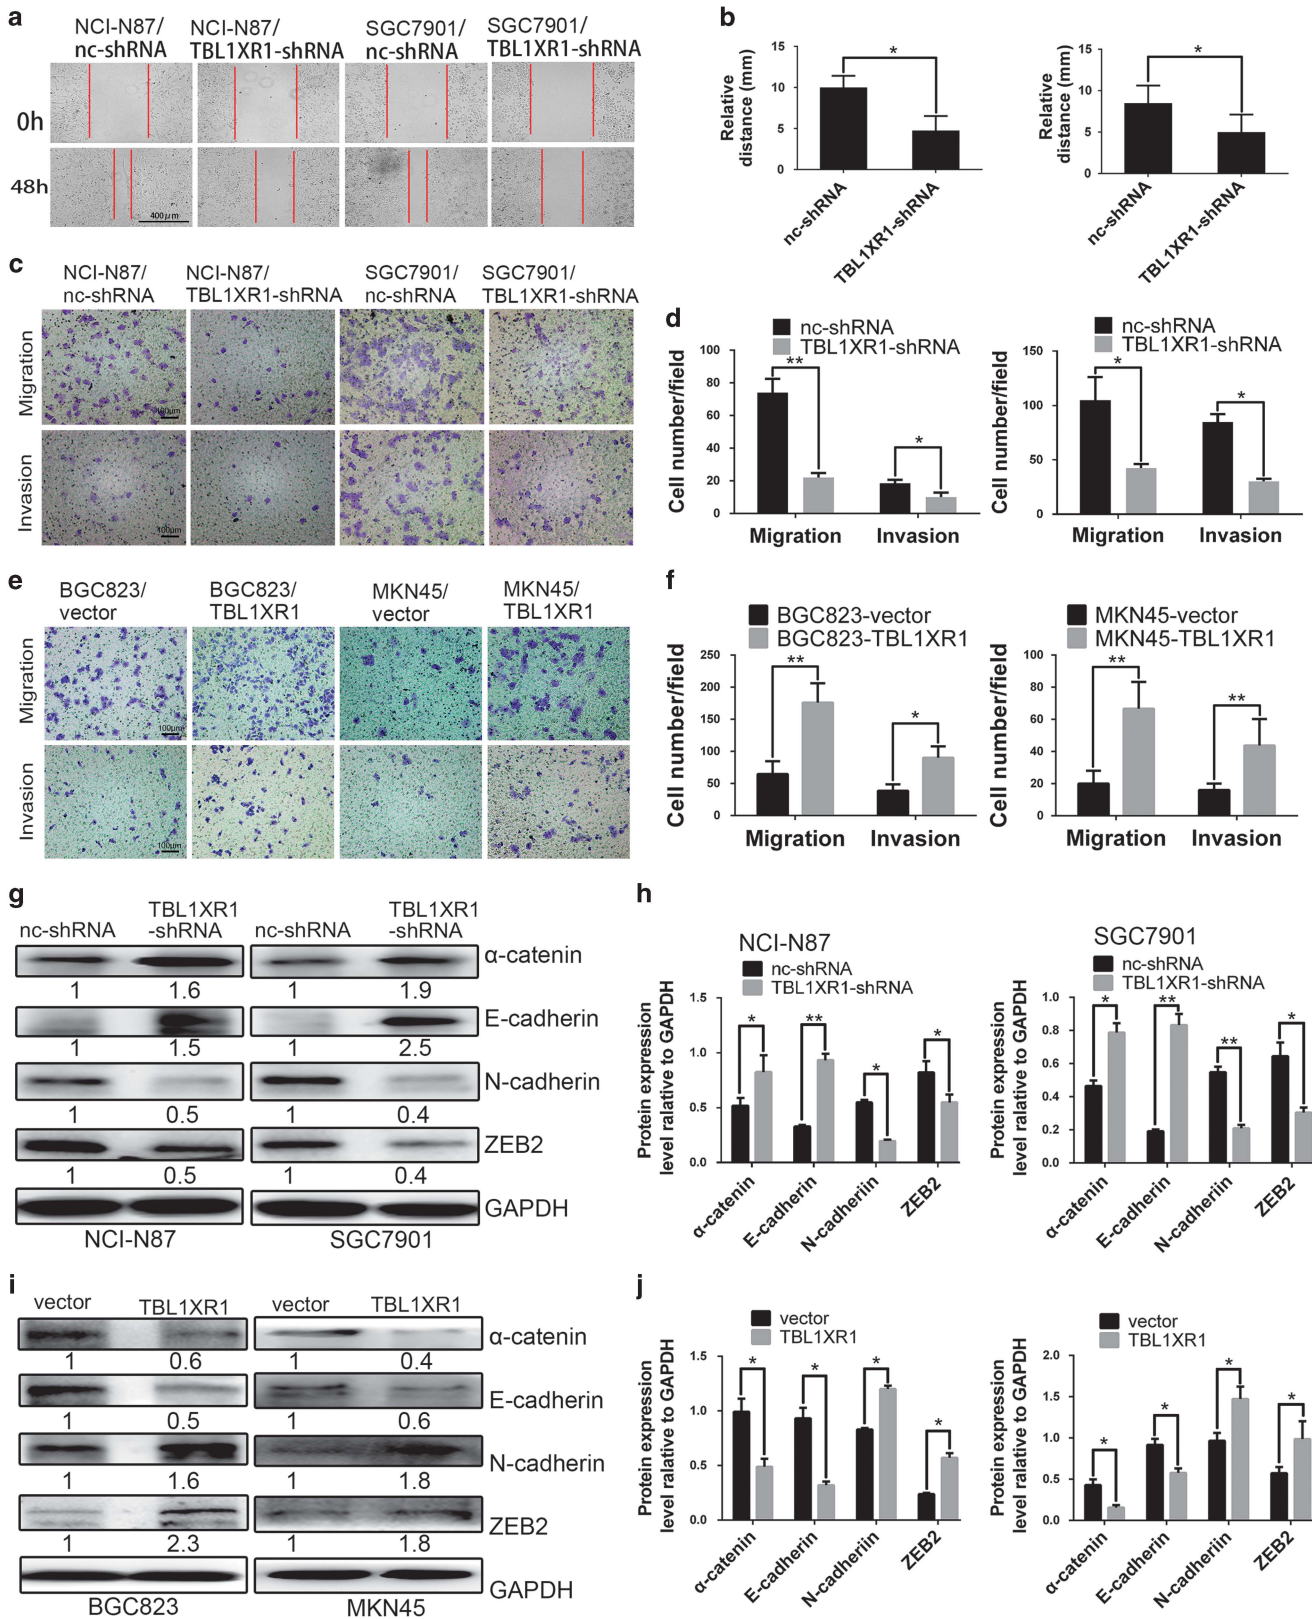 a
NCI-N87/ nc-shRNA
NCI-N87/ TBL1XR1-shRNA
SGC7901/ nc-shRNA
SGC7901/ TBL1XR1-shRNA
0h
48h
400μm
b
Relative distance (mm)
15
10
5
0
*
nc-shRNA
TBL1XR1-shRNA
Relative distance (mm)
15
10
5
0
*
nc-shRNA
TBL1XR1-shRNA
c
NCI-N87/ nc-shRNA
NCI-N87/ TBL1XR1-shRNA
SGC7901/ nc-shRNA
SGC7901/ TBL1XR1-shRNA
Migration
100μm
Invasion
100μm
d
nc-shRNA
TBL1XR1-shRNA
Cell number/field
100
80
60
40
20
0
**
*
Migration
Invasion
nc-shRNA
TBL1XR1-shRNA
Cell number/field
150
100
50
0
*
*
Migration
Invasion
e
BGC823/ vector
BGC823/ TBL1XR1
MKN45/ vector
MKN45/ TBL1XR1
Migration
100μm
Invasion
100μm
f
BGC823-vector
BGC823-TBL1XR1
Cell number/field
250
200
150
100
50
0
**
*
Migration
Invasion
MKN45-vector
MKN45-TBL1XR1
Cell number/field
100
80
60
40
20
0
**
**
Migration
Invasion
g
nc-shRNA
TBL1XR1 -shRNA
nc-shRNA
TBL1XR1 -shRNA
α-catenin
1 1.6 1 1.9
E-cadherin
1 1.5 1 2.5
N-cadherin
1 0.5 1 0.4
ZEB2
1 0.5 1 0.4
GAPDH
NCI-N87
SGC7901
h
NCI-N87
nc-shRNA
TBL1XR1-shRNA
Protein expression level ralative to GAPDH
1.5
1.0
0.5
0.0
*
**
*
*
α-catenin
E-cadherin
N-cadheriin
ZEB2
SGC7901
nc-shRNA
TBL1XR1-shRNA
Protein expression level ralative to GAPDH
1.0
0.8
0.6
0.4
0.2
0.0
*
**
**
*
α-catenin
E-cadherin
N-cadheriin
ZEB2
i
vector
TBL1XR1
vector
TBL1XR1
α-catenin
1 0.6 1 0.4
E-cadherin
1 0.5 1 0.6
N-cadherin
1 1.6 1 1.8
ZEB2
1 2.3 1 1.8
GAPDH
BGC823
MKN45
j
vector
TBL1XR1
Protein expression level ralative to GAPDH
1.5
1.0
0.5
0.0
*
*
*
*
α-catenin
E-cadherin
N-cadheriin
ZEB2
vector
TBL1XR1
Protein expression level ralative to GAPDH
2.0
1.5
1.0
0.5
0.0
*
*
*
*
α-catenin
E-cadherin
N-cadheriin
ZEB2